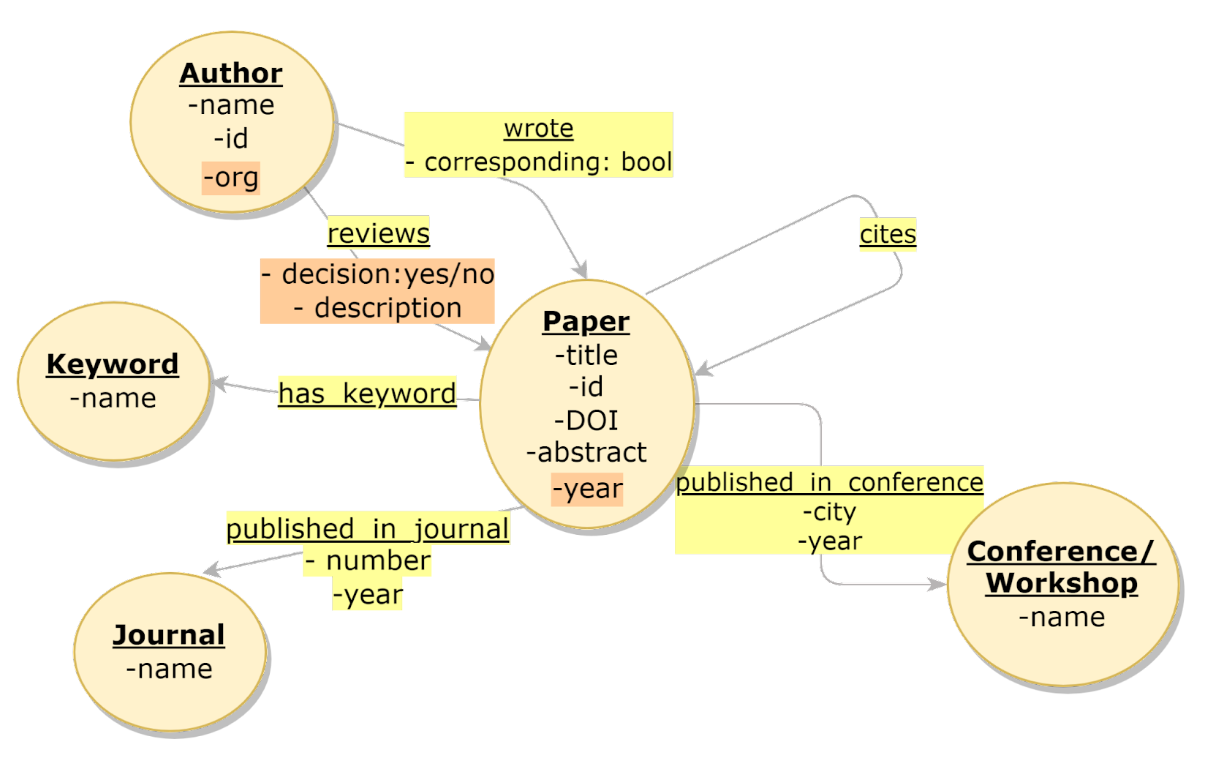 Author
-name
-id
-org
wrote
- corresponding: bool
reviews
- decision:yes/no
- description
cites
Paper
-title
-id
-DOI
-abstract
-year
Keyword
-name
has_keyword
published_in_journal
- number
-year
published_in_conference
-city
-year
Conference/
Workshop
-name
Journal
-name